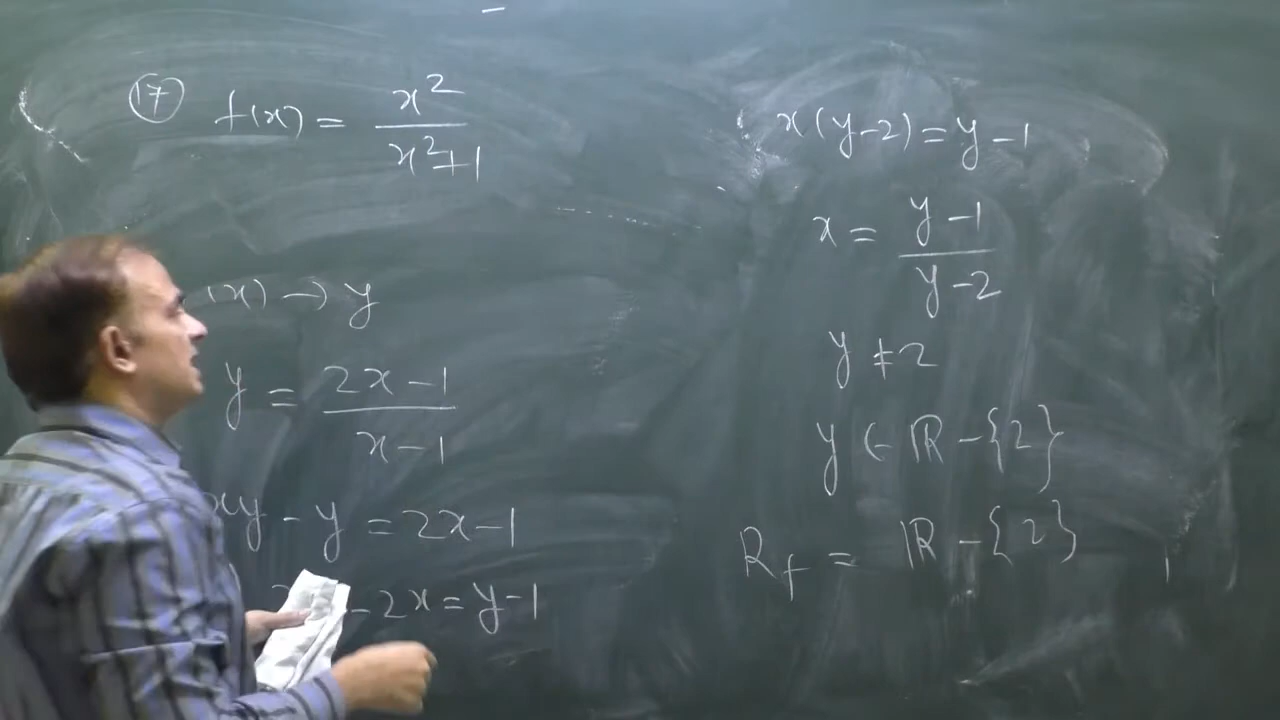 17 f(x) = x²/(x²+1)
(x) → y
y = (2x-1)/(x-1)
xy - y = 2x-1
-2x = y-1
x(y-2) = y-1
x = (y-1)/(y-2)
y ≠ 2
y ∈ ℝ - {2}
R_f = ℝ - {2}